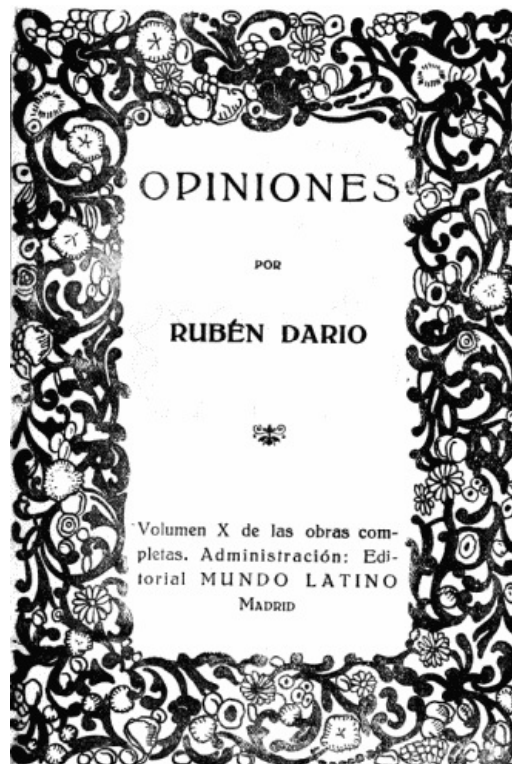 OPINIONES
POR
RUBÉN DARIO
Volumen X de las obras com-
pletas. Administración: Edi-
torial MUNDO LATINO
MADRID